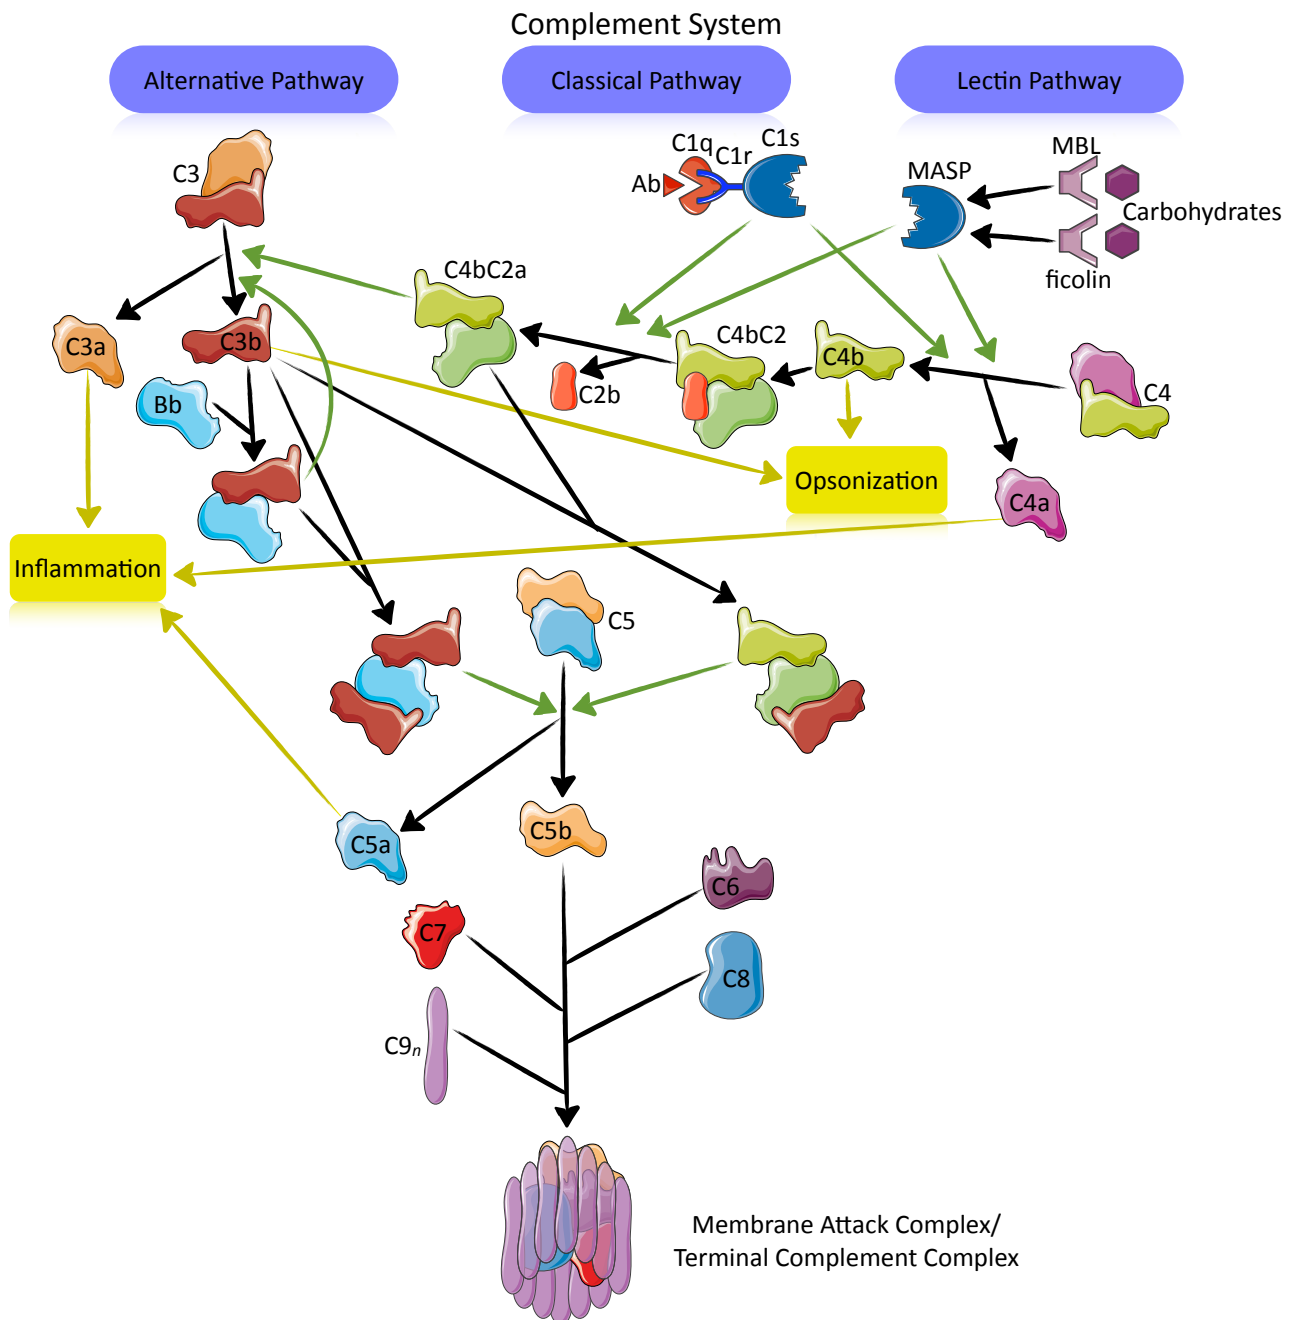 Complement System
Alternative Pathway
Classical Pathway
Lectin Pathway
C3
C1q
C1r
C1s
Ab
MASP
MBL
Carbohydrates
ficolin
C4bC2a
C3a
C3b
C4bC2
C4b
C4
C2b
Bb
Opsonization
C4a
Inflammation
C5
C5a
C5b
C6
C7
C8
C9n
Membrane Attack Complex/
Terminal Complement Complex